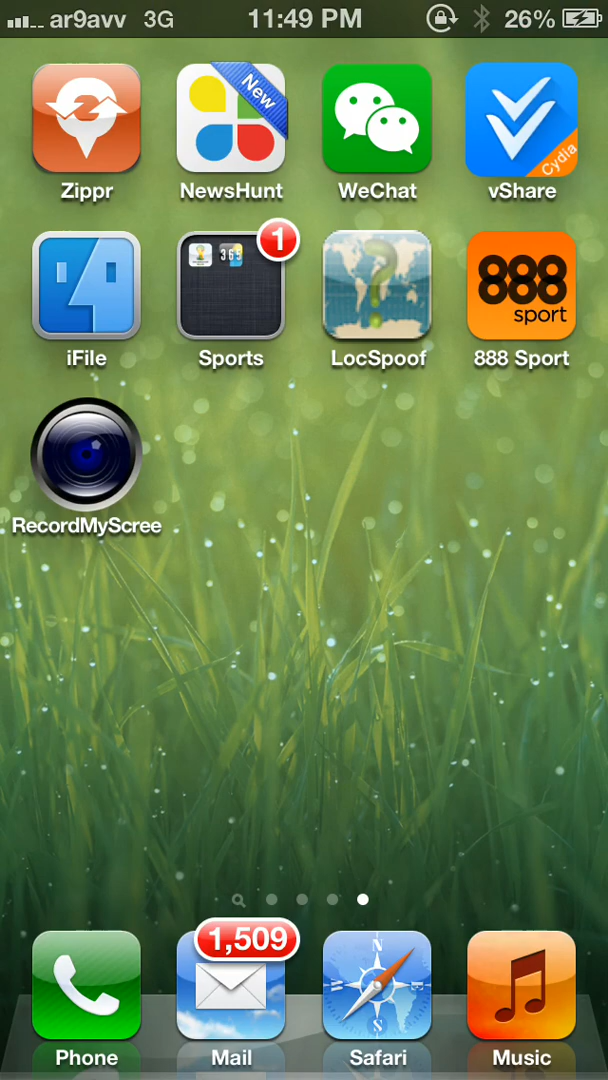 ar9avv 3G 11:49 PM 26%
New
Cydia
Zippr NewsHunt WeChat vShare
1
365
888
sport
iFile Sports LocSpoof 888 Sport
RecordMyScree
1,509
N
S
Phone Mail Safari Music